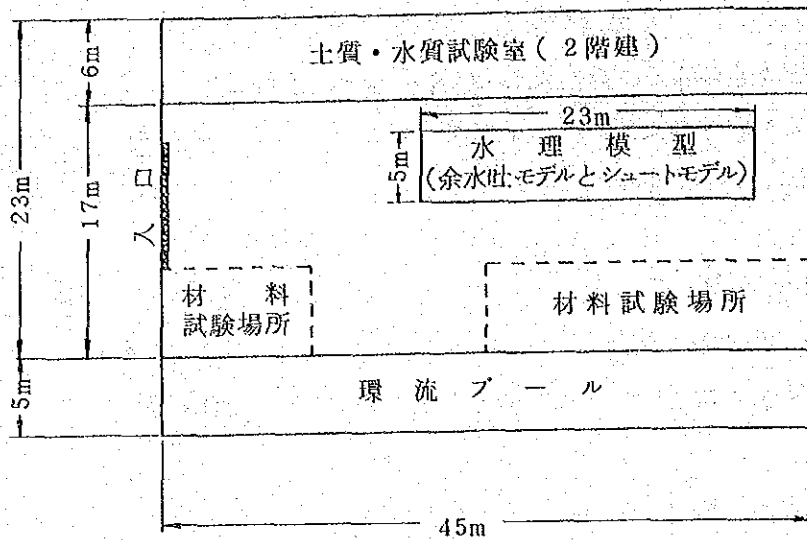 土質・水質試験室(2階建)
6m
23m
17m
5m
入口
23m
5m
水理模型
(余水吐モデルとシュートモデル)
材料
試験場所
材料試験場所
環流プール
45m